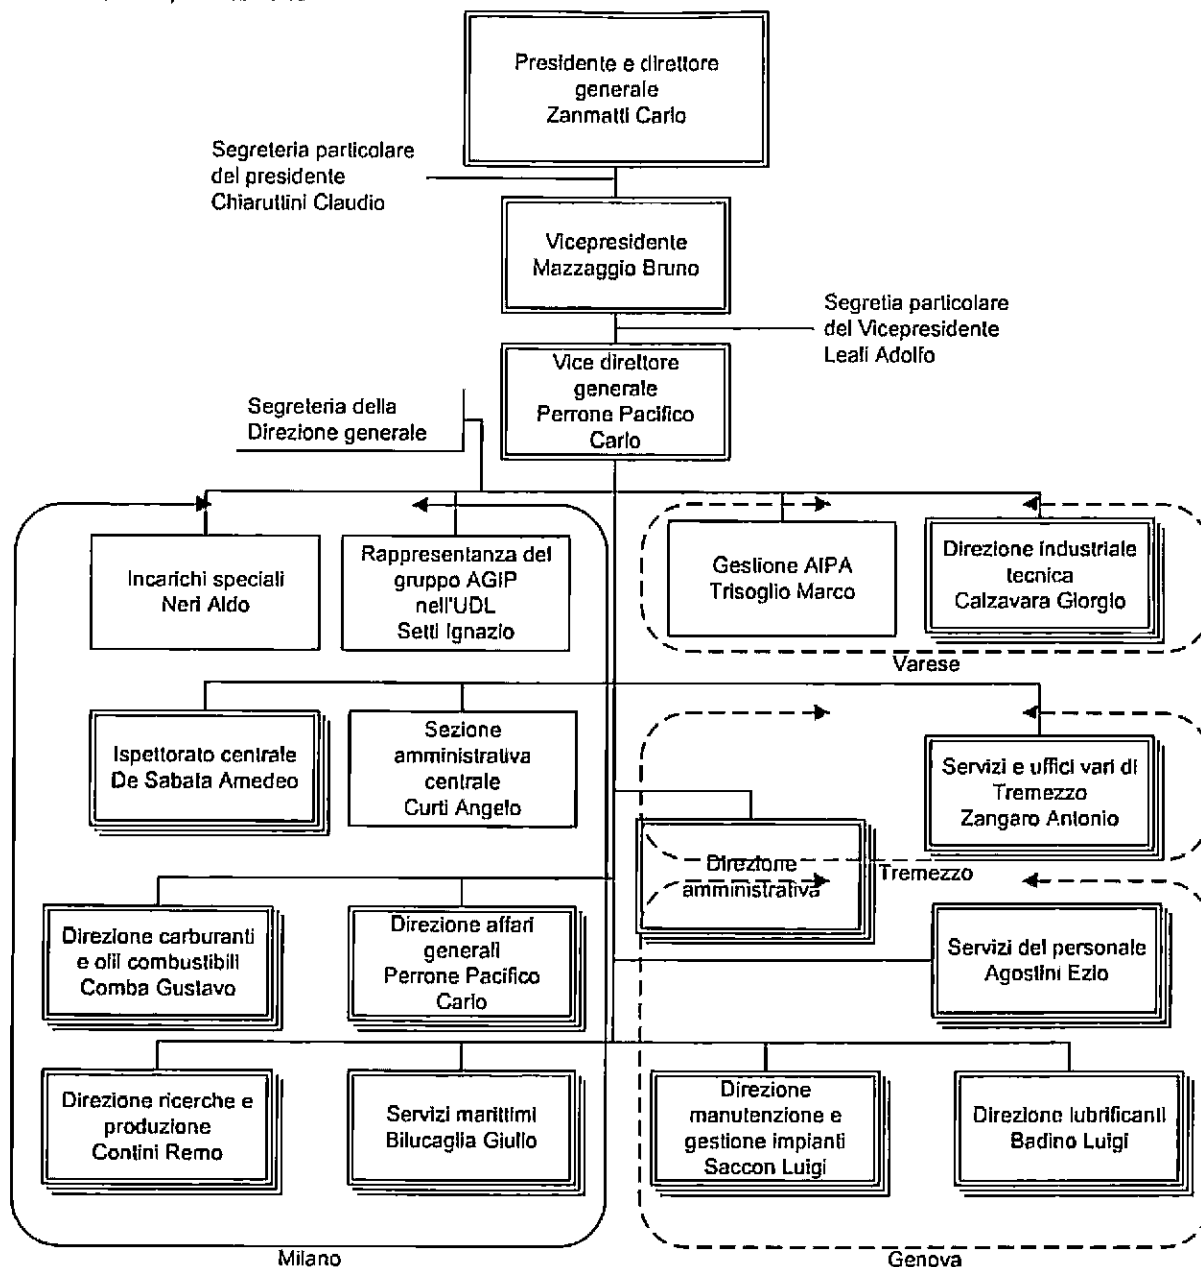 Presidente e direttore
generale
Zanmatti Carlo
Segreteria particolare
del presidente
Chiaruttini Claudio
Vicepresidente
Mazzaggio Bruno
Segretia particolare
del Vicepresidente
Leali Adolfo
Vice direttore
generale
Perrone Pacifico
Carlo
Segreteria della
Direzione generale
Incarichi speciali
Neri Aldo
Rappresentanza del
gruppo AGIP
nell'UDL
Setti Ignazio
Gestione AIPA
Trisoglio Marco
Direzione industriale
tecnica
Calzavara Giorgio
Varese
Ispettorato centrale
De Sabata Amedeo
Sezione
amministrativa
centrale
Curti Angelo
Servizi e uffici vari di
Tremezzo
Zangaro Antonio
Direzione
amministrativa
Tremezzo
Direzione carburanti
e olii combustibili
Comba Gustavo
Direzione affari
generali
Perrone Pacifico
Carlo
Servizi del personale
Agostini Ezio
Direzione ricerche e
produzione
Contini Remo
Servizi marittimi
Bilucaglia Giulio
Direzione
manutenzione e
gestione impianti
Saccon Luigi
Direzione lubrificanti
Badino Luigi
Milano
Genova